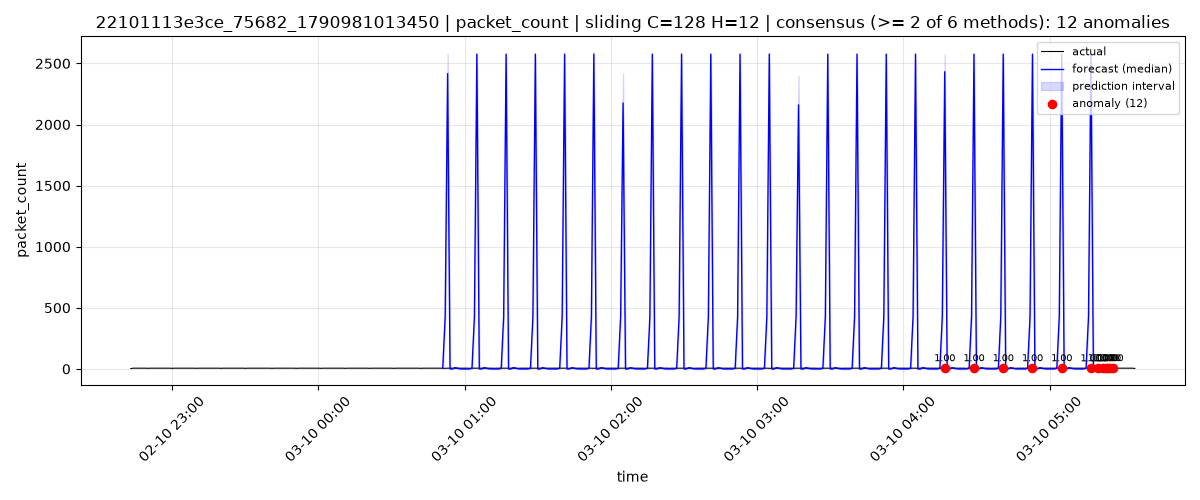 22101113e3ce_75682_1790981013450 | packet_count | sliding C=128 H=12 | consensus (>= 2 of 6 methods): 12 anomalies
actual
forecast (median)
prediction interval
anomaly (12)
packet_count
2500
2000
1500
1000
500
0
1.00 1.00 1.00 1.00 1.00
02-10 23:00
03-10 00:00
03-10 01:00
03-10 02:00
03-10 03:00
03-10 04:00
03-10 05:00
time